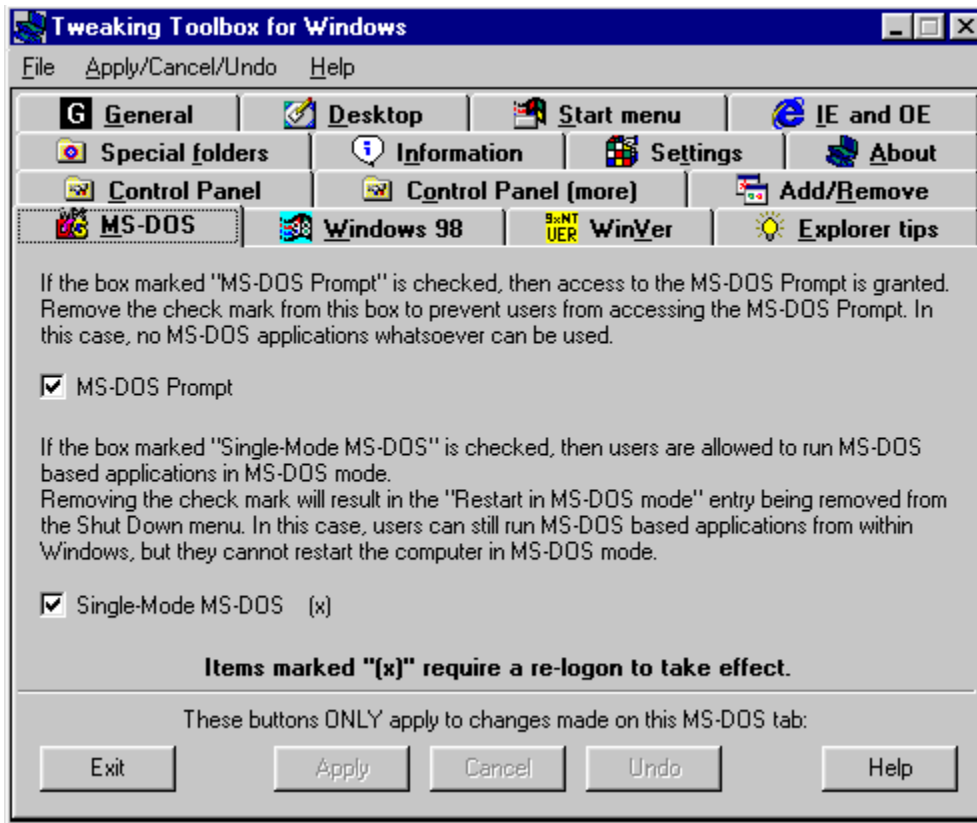 Tweaking Toolbox for Windows
File Apply/Cancel/Undo Help
G General Desktop Start menu IE and OE
Special folders Information Settings About
Control Panel Control Panel (more) Add/Remove
MS-DOS Windows 98 9xNT VER WinVer Explorer tips
If the box marked "MS-DOS Prompt" is checked, then access to the MS-DOS Prompt is granted.
Remove the check mark from this box to prevent users from accessing the MS-DOS Prompt. In
this case, no MS-DOS applications whatsoever can be used.
MS-DOS Prompt
If the box marked "Single-Mode MS-DOS" is checked, then users are allowed to run MS-DOS
based applications in MS-DOS mode.
Removing the check mark will result in the "Restart in MS-DOS mode" entry being removed from
the Shut Down menu. In this case, users can still run MS-DOS based applications from within
Windows, but they cannot restart the computer in MS-DOS mode.
Single-Mode MS-DOS (x)
Items marked "(x)" require a re-logon to take effect.
These buttons ONLY apply to changes made on this MS-DOS tab:
Exit Apply Cancel Undo Help